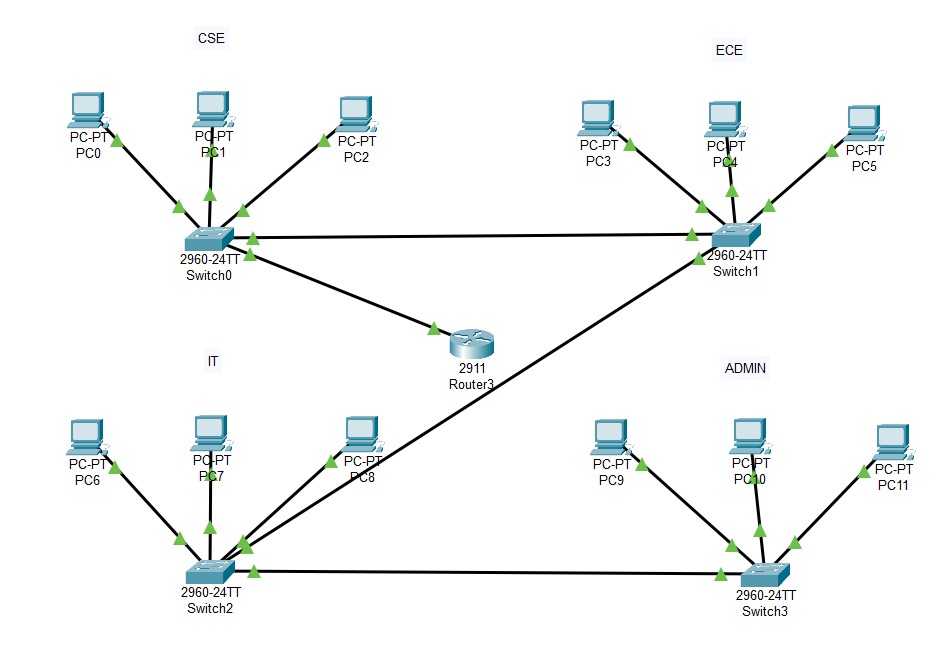 CSE
ECE
PC-PT
PC0
PC-PT
PC1
PC-PT
PC2
PC-PT
PC3
PC-PT
PC4
PC-PT
PC5
2960-24TT
Switch0
2960-24TT
Switch1
2911
Router3
IT
ADMIN
PC-PT
PC6
PC-PT
PC7
PC-PT
PC8
PC-PT
PC9
PC-PT
PC10
PC-PT
PC11
2960-24TT
Switch2
2960-24TT
Switch3